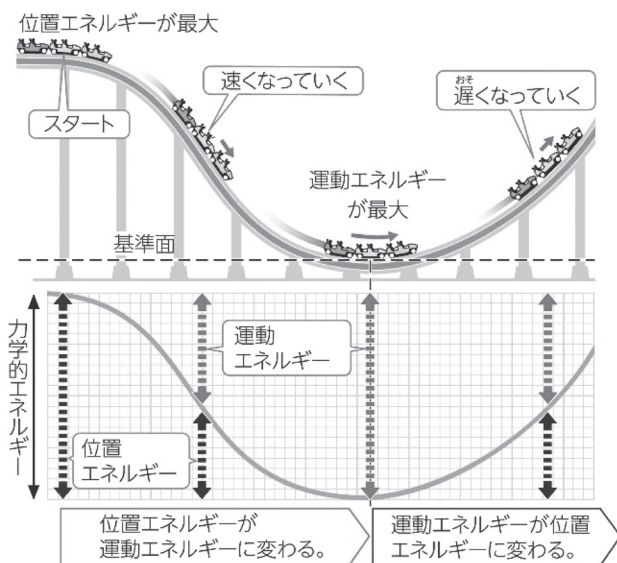 位置エネルギーが最大
スタート
速くなっていく
おそ
遅くなっていく
運動エネルギー
が最大
基準面
力学的エネルギー
運動
エネルギー
位置
エネルギー
位置エネルギーが
運動エネルギーに変わる。
運動エネルギーが位置
エネルギーに変わる。